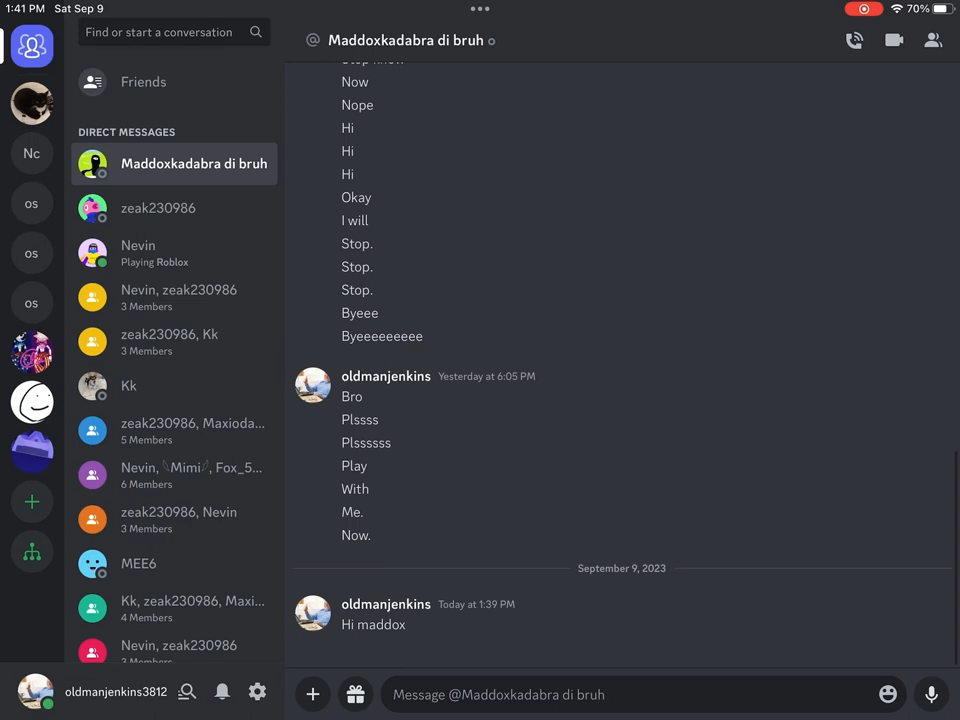 1:41 PM Sat Sep 9
70%
Find or start a conversation
Friends
DIRECT MESSAGES
Maddoxkadabra di bruh
zeak230986
Nevin
Playing Roblox
Nevin, zeak230986
3 Members
zeak230986, Kk
3 Members
Kk
zeak230986, Maxioda...
5 Members
Nevin, Mimi, Fox_5...
6 Members
zeak230986, Nevin
3 Members
MEE6
Kk, zeak230986, Maxi...
4 Members
Nevin, zeak230986
3 Members
oldmanjenkins3812
Nc
os
os
os
@ Maddoxkadabra di bruh
Now
Nope
Hi
Hi
Hi
Okay
I will
Stop.
Stop.
Stop.
Byeee
Byeeeeeeeee
oldmanjenkins Yesterday at 6:05 PM
Bro
Plssss
Plssssss
Play
With
Me.
Now.
September 9, 2023
oldmanjenkins Today at 1:39 PM
Hi maddox
Message @Maddoxkadabra di bruh